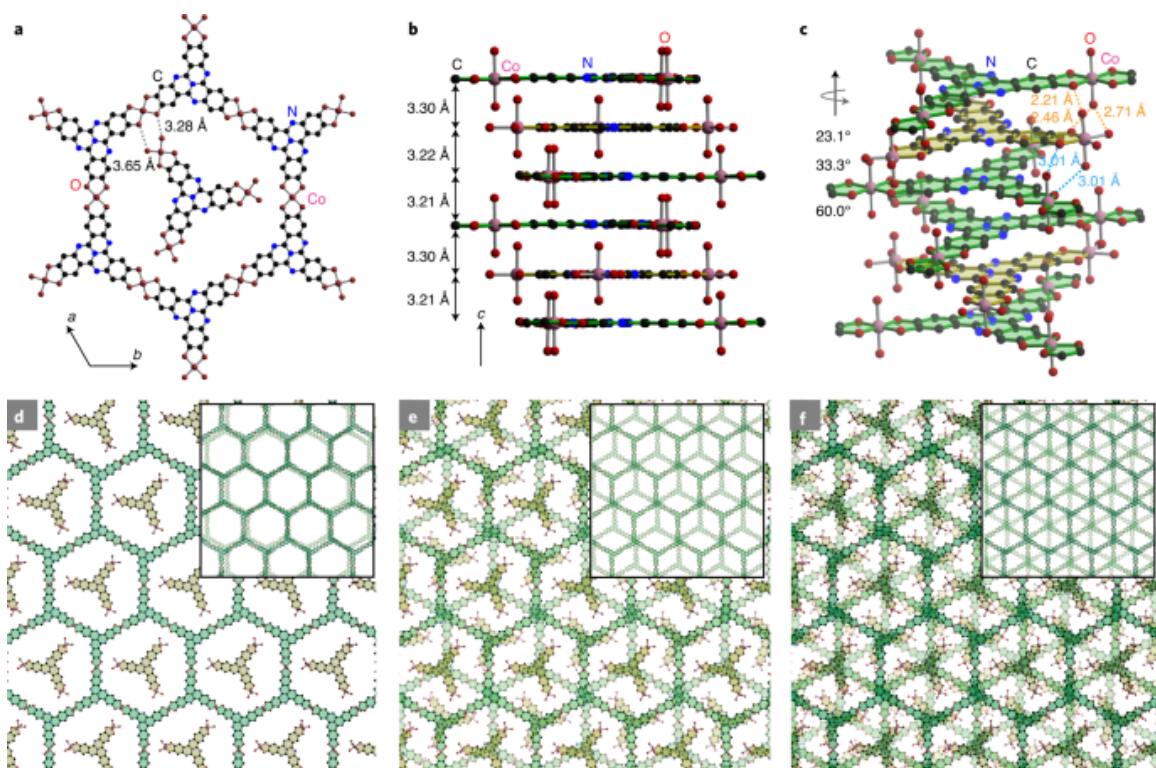 a
C
N
3.28 Å
3.65 Å
O
Co
a
b
b
O
C
Co
N
3.30 Å
3.22 Å
3.21 Å
3.30 Å
3.21 Å
c
c
N
C
O
Co
2.21 Å
2.46 Å
2.71 Å
23.1°
33.3°
3.01 Å
3.01 Å
60.0°
d
e
f